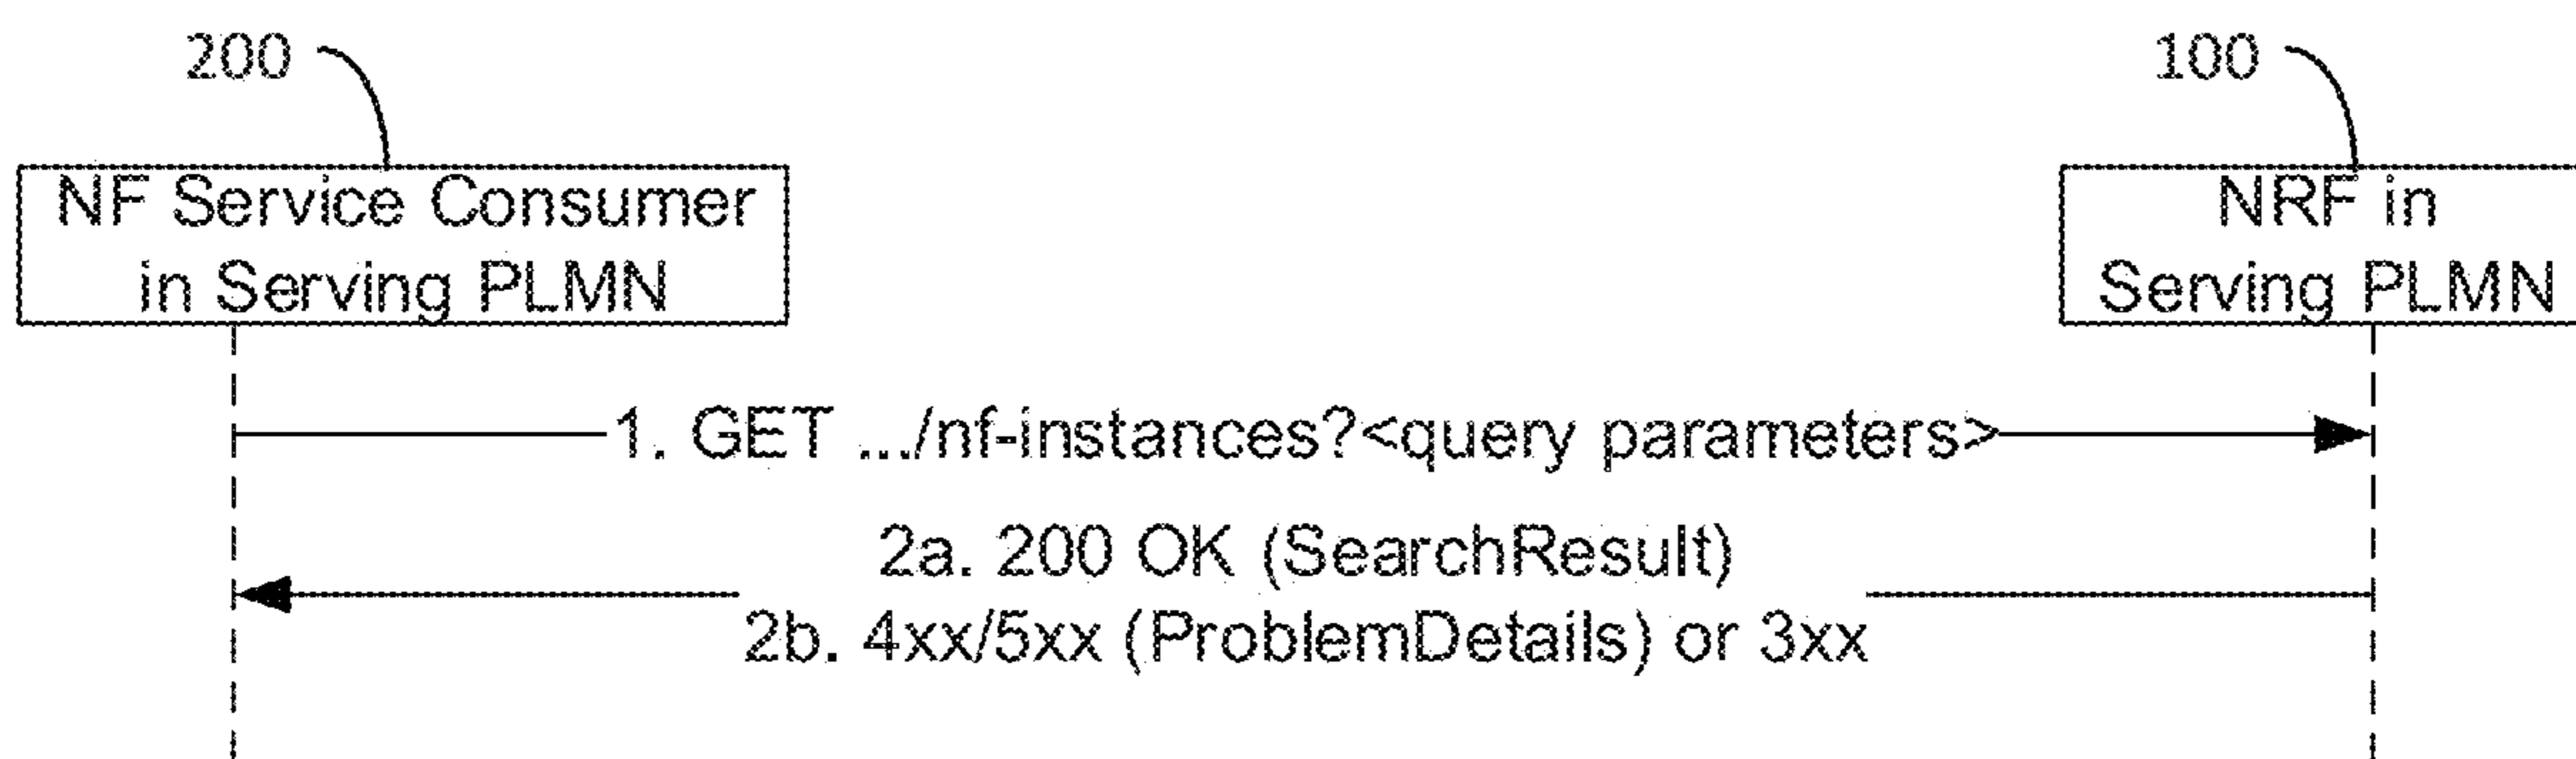 200
100
NF Service Consumer
in Serving PLMN
NRF in
Serving PLMN
1. GET .../nf-instances?<query parameters>
2a. 200 OK (SearchResult)
2b. 4xx/5xx (ProblemDetails) or 3xx